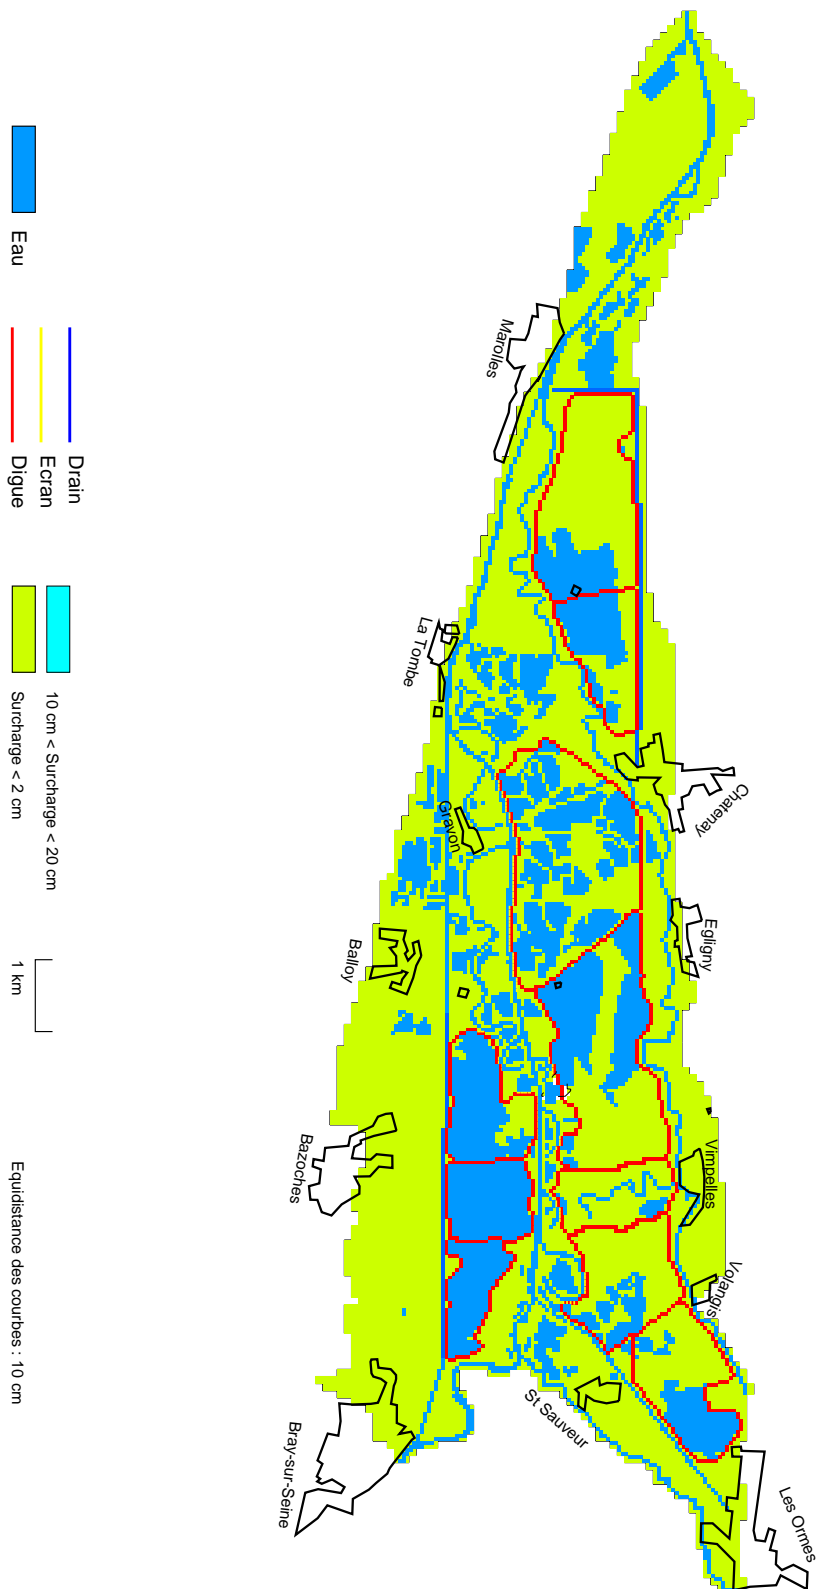 Marolles
La Tombe
Chatenay
Gravon
Egligny
Balloy
Vimpelles
Bazoches
Volangis
St Sauveur
Bray-sur-Seine
Les Ormes
Eau
Drain
Ecran
Digue
10 cm < Surcharge < 20 cm
Surcharge < 2 cm
1 km
Equidistance des courbes : 10 cm